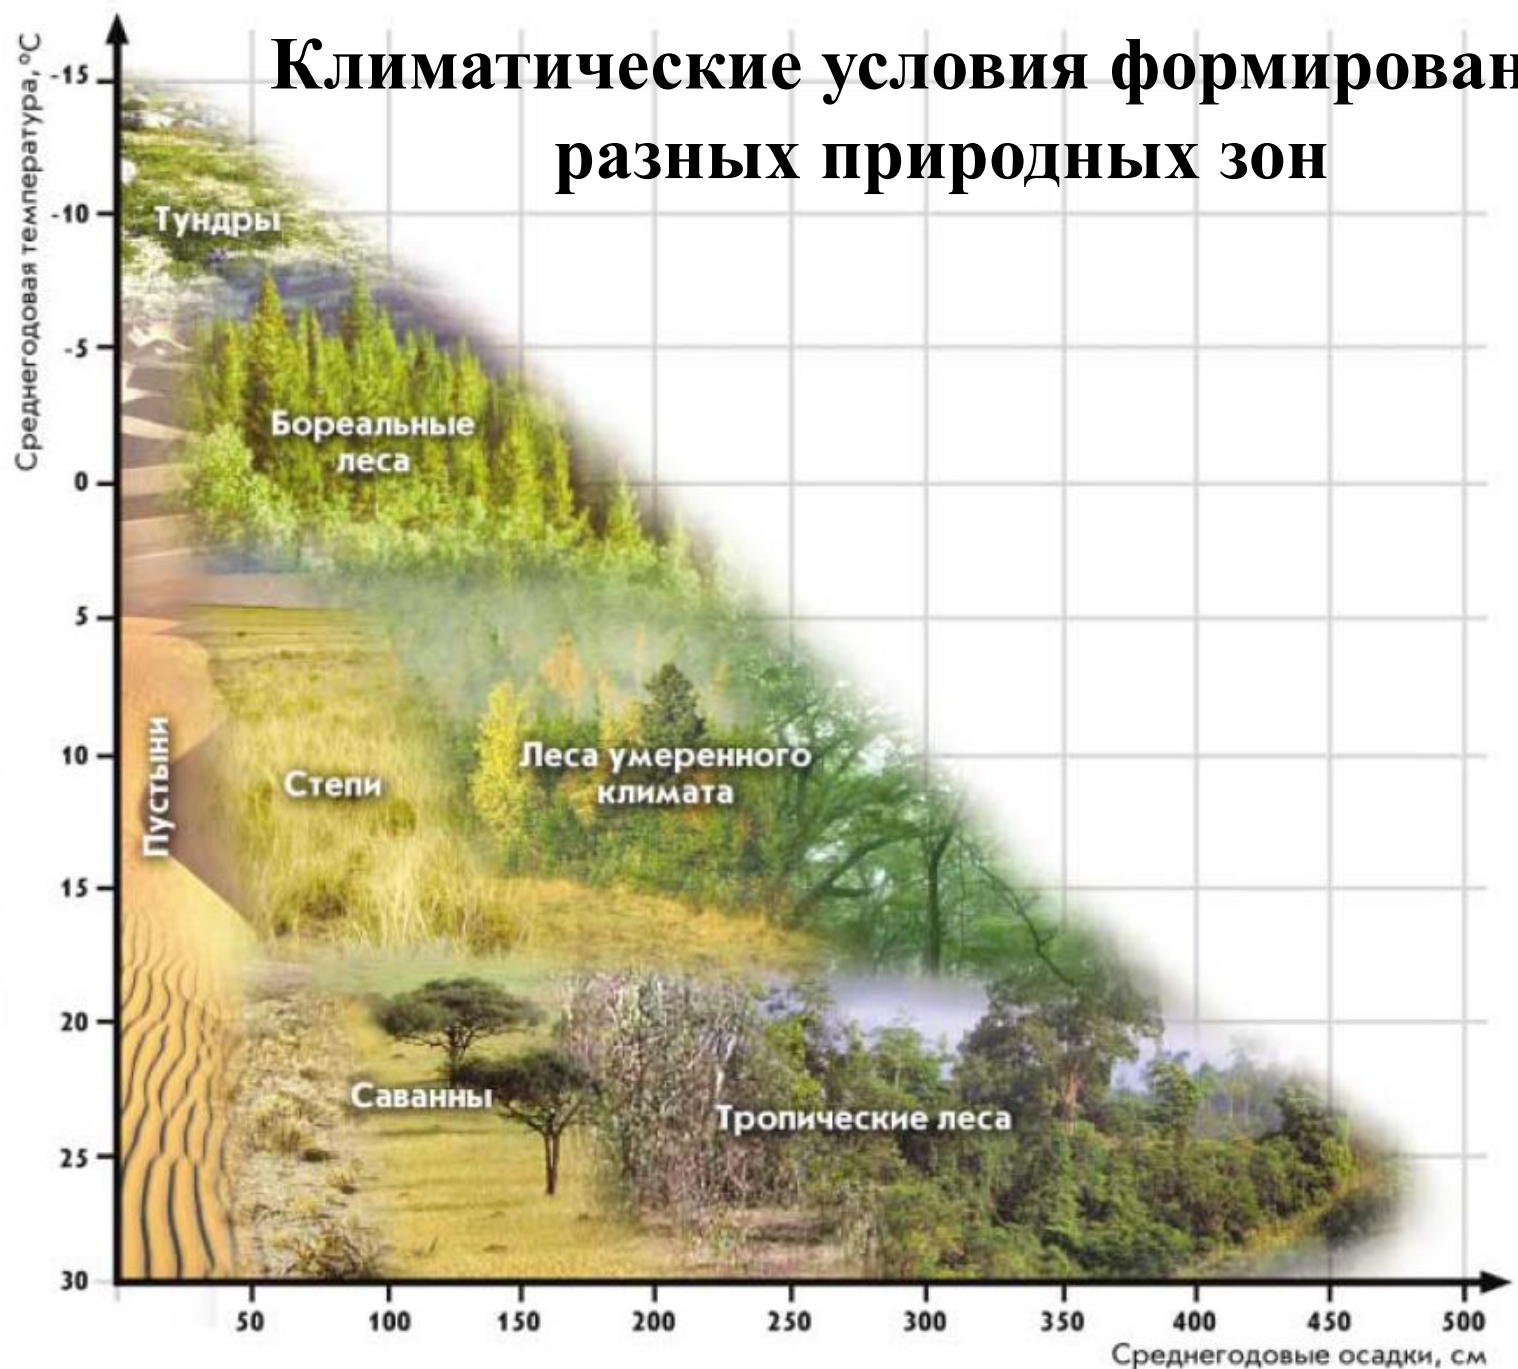 Климатические условия формирован
разных природных зон
Среднегодовая температура, °C
-15
-10
-5
0
5
10
15
20
25
30
Тундры
Бореальные
леса
Пустыни
Степи
Леса умеренного
климата
Саванны
Тропические леса
50 100 150 200 250 300 350 400 450 500
Среднегодовые осадки, см